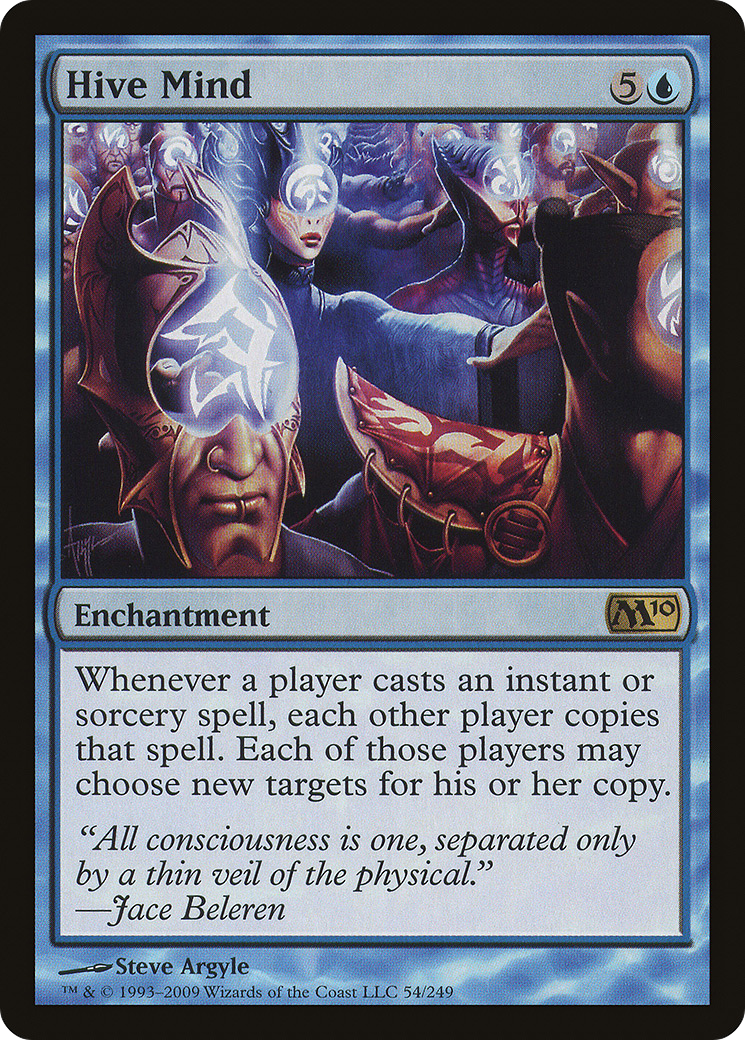 Hive Mind 5
Enchantment M10
Whenever a player casts an instant or
sorcery spell, each other player copies
that spell. Each of those players may
choose new targets for his or her copy.
“All consciousness is one, separated only
by a thin veil of the physical.”
—Jace Beleren
Steve Argyle
™ & © 1993–2009 Wizards of the Coast LLC 54/249